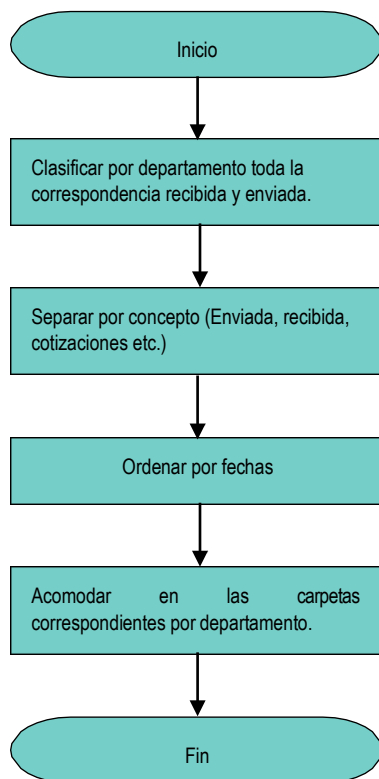 Inicio
Clasificar por departamento toda la
correspondencia recibida y enviada.
Separar por concepto (Enviada, recibida,
cotizaciones etc.)
Ordenar por fechas
Acomodar en las carpetas
correspondientes por departamento.
Fin